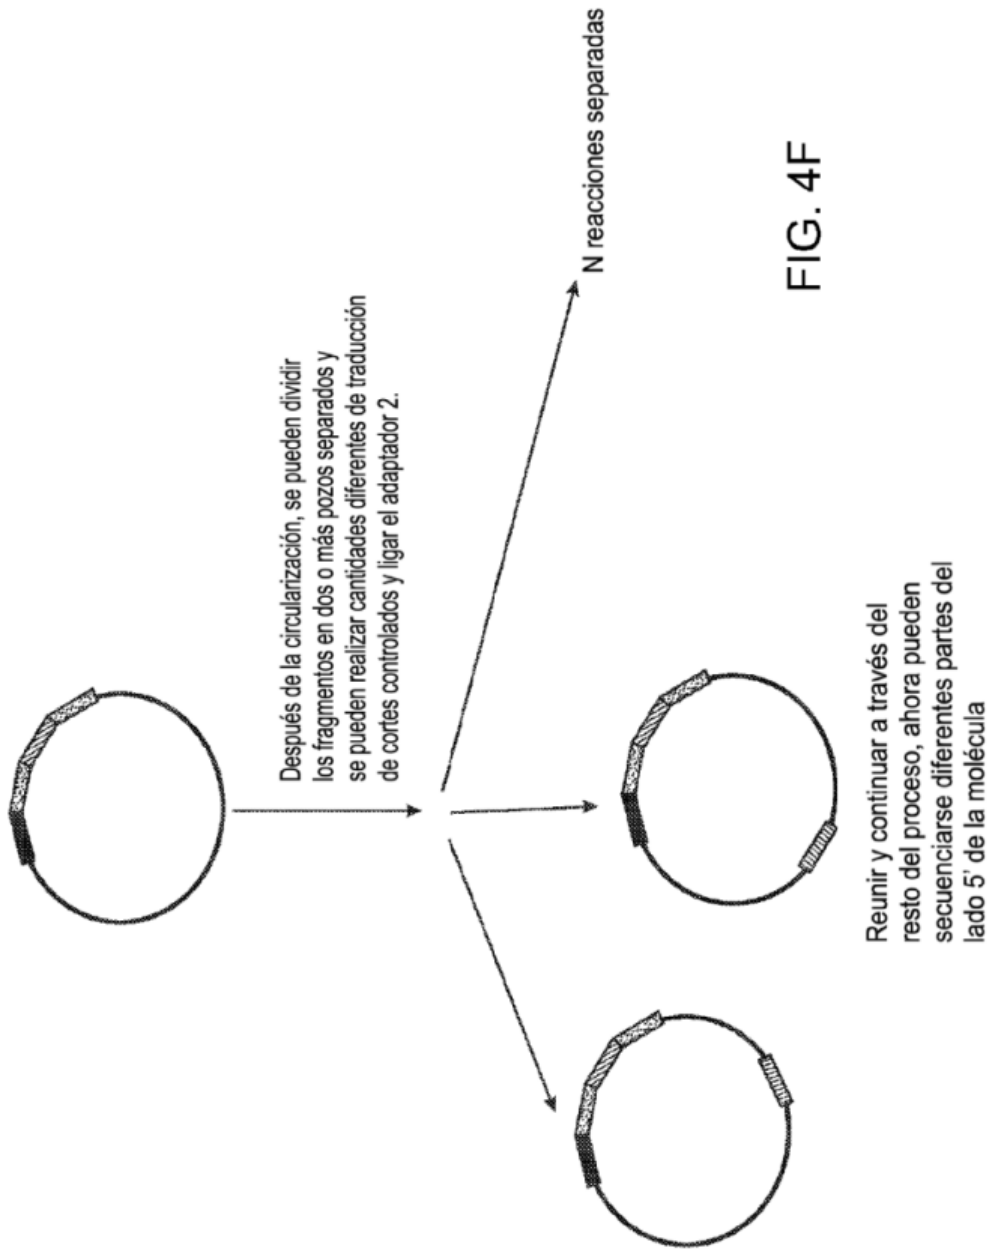 Después de la circularización, se pueden dividir
los fragmentos en dos o más pozos separados y
se pueden realizar cantidades diferentes de traducción
de cortes controlados y ligar el adaptador 2.
N reacciones separadas
Reunir y continuar a través del
resto del proceso, ahora pueden
secuenciarse diferentes partes del
lado 5' de la molécula
FIG. 4F